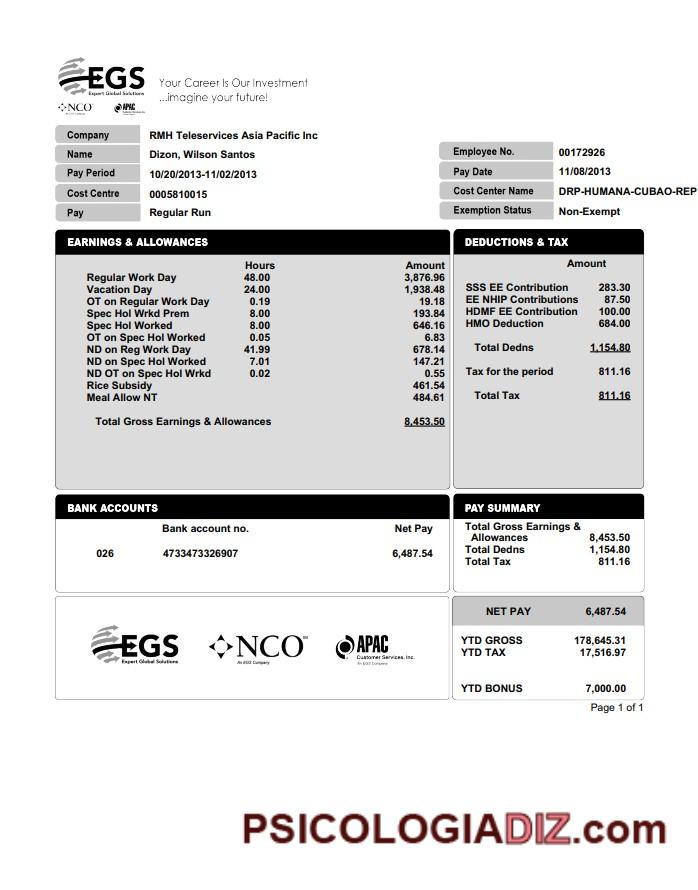 EGS
Expert Global Solutions
NCO
APAC
Your Career Is Our Investment
...imagine your future!
Company RMH Teleservices Asia Pacific Inc
Name Dizon, Wilson Santos
Pay Period 10/20/2013-11/02/2013
Cost Centre 0005810015
Pay Regular Run
Employee No. 00172926
Pay Date 11/08/2013
Cost Center Name DRP-HUMANA-CUBAO-REP
Exemption Status Non-Exempt
EARNINGS & ALLOWANCES
Hours Amount
Regular Work Day 48.00 3,876.96
Vacation Day 24.00 1,938.48
OT on Regular Work Day 0.19 19.18
Spec Hol Wrkd Prem 8.00 193.84
Spec Hol Worked 8.00 646.16
OT on Spec Hol Worked 0.05 6.83
ND on Reg Work Day 41.99 678.14
ND on Spec Hol Worked 7.01 147.21
ND OT on Spec Hol Wrkd 0.02 0.55
Rice Subsidy 461.54
Meal Allow NT 484.61
Total Gross Earnings & Allowances 8,453.50
DEDUCTIONS & TAX
Amount
SSS EE Contribution 283.30
EE NHIP Contributions 87.50
HDMF EE Contribution 100.00
HMO Deduction 684.00
Total Dedns 1,154.80
Tax for the period 811.16
Total Tax 811.16
BANK ACCOUNTS
Bank account no. Net Pay
026 4733473326907 6,487.54
PAY SUMMARY
Total Gross Earnings &
Allowances 8,453.50
Total Dedns 1,154.80
Total Tax 811.16
EGS
Expert Global Solutions
NCO
An EGS Company
APAC
Customer Services, Inc.
An EGS Company
NET PAY 6,487.54
YTD GROSS 178,645.31
YTD TAX 17,516.97
YTD BONUS 7,000.00
Page 1 of 1
PSICOLOGIADIZ.com